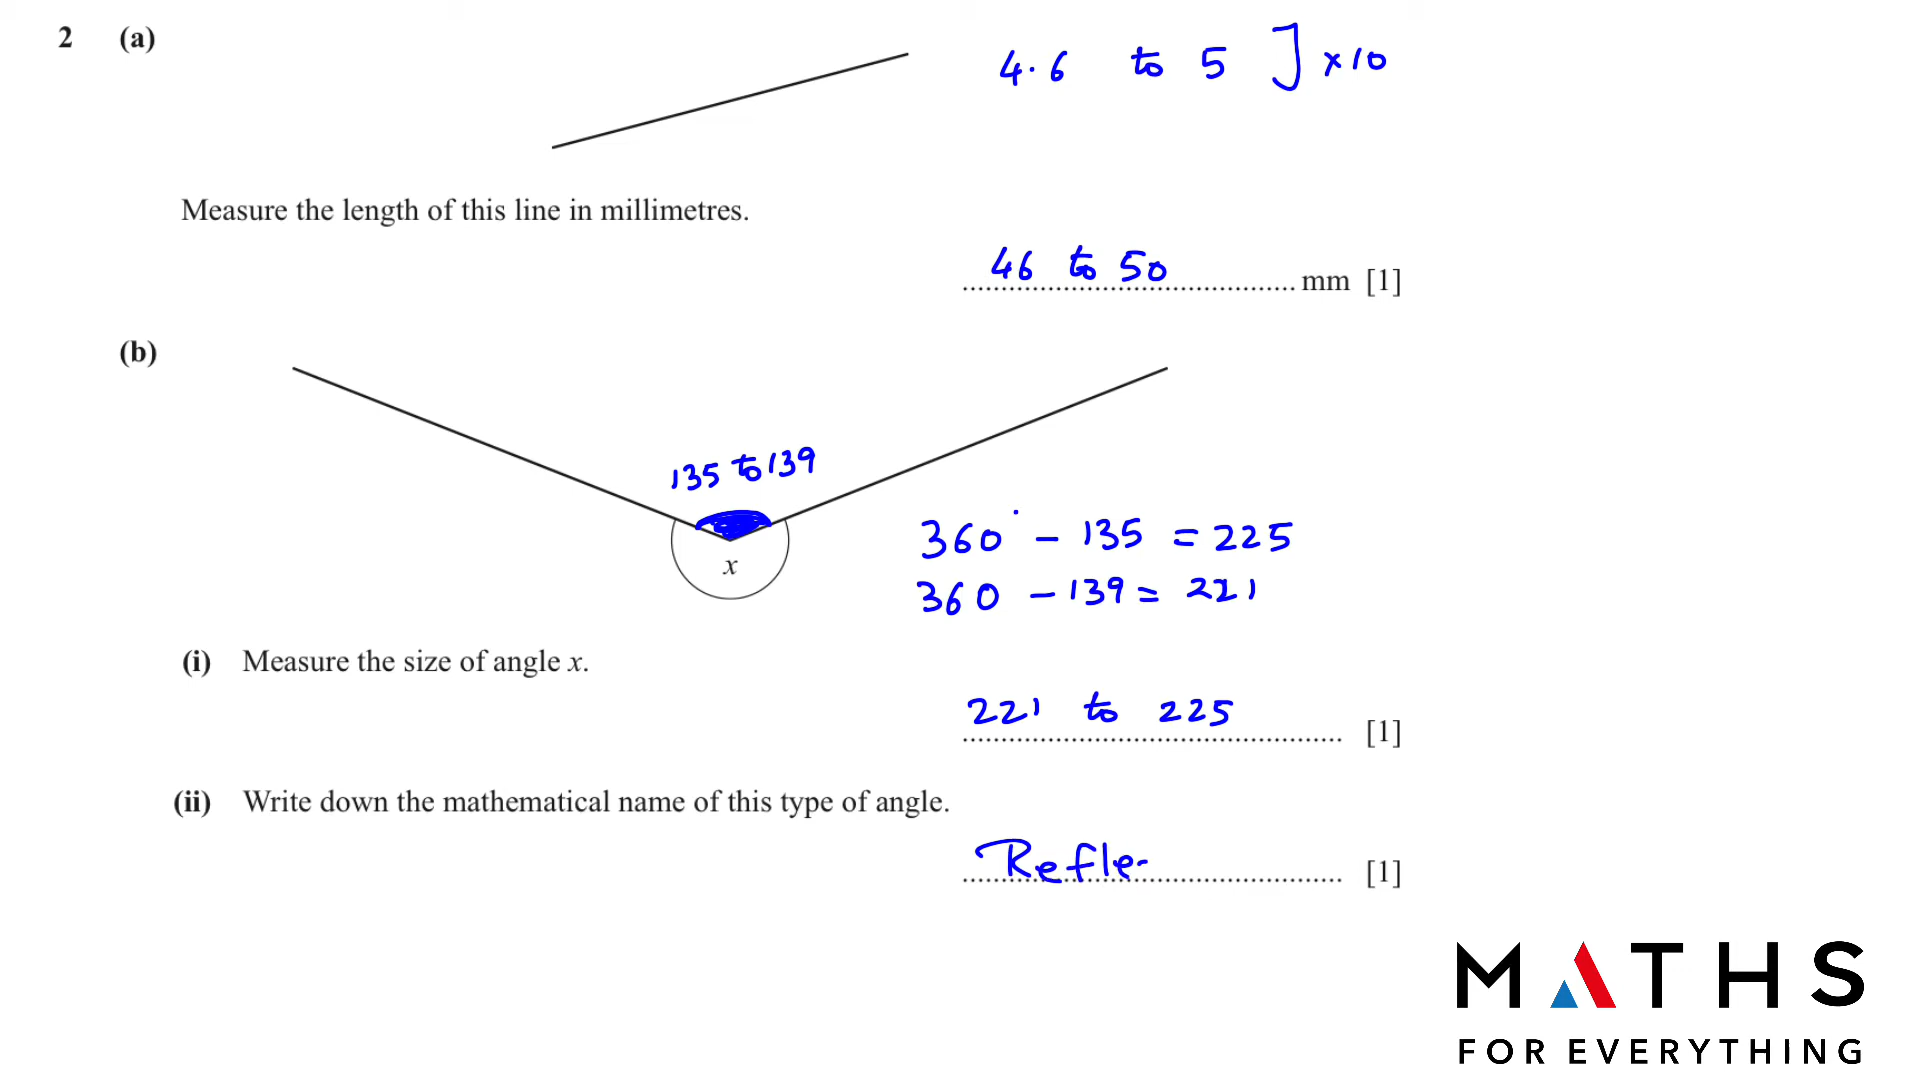 2 (a)
4.6 to 5 ] ×10
Measure the length of this line in millimetres.
46 to 50
.......................................... mm [1]
(b)
135 to 139
360° - 135 = 225
x
360 - 139 = 221
(i) Measure the size of angle x.
221 to 225
................................................ [1]
(ii) Write down the mathematical name of this type of angle.
Refle
................................................ [1]
MATHS
FOR EVERYTHING